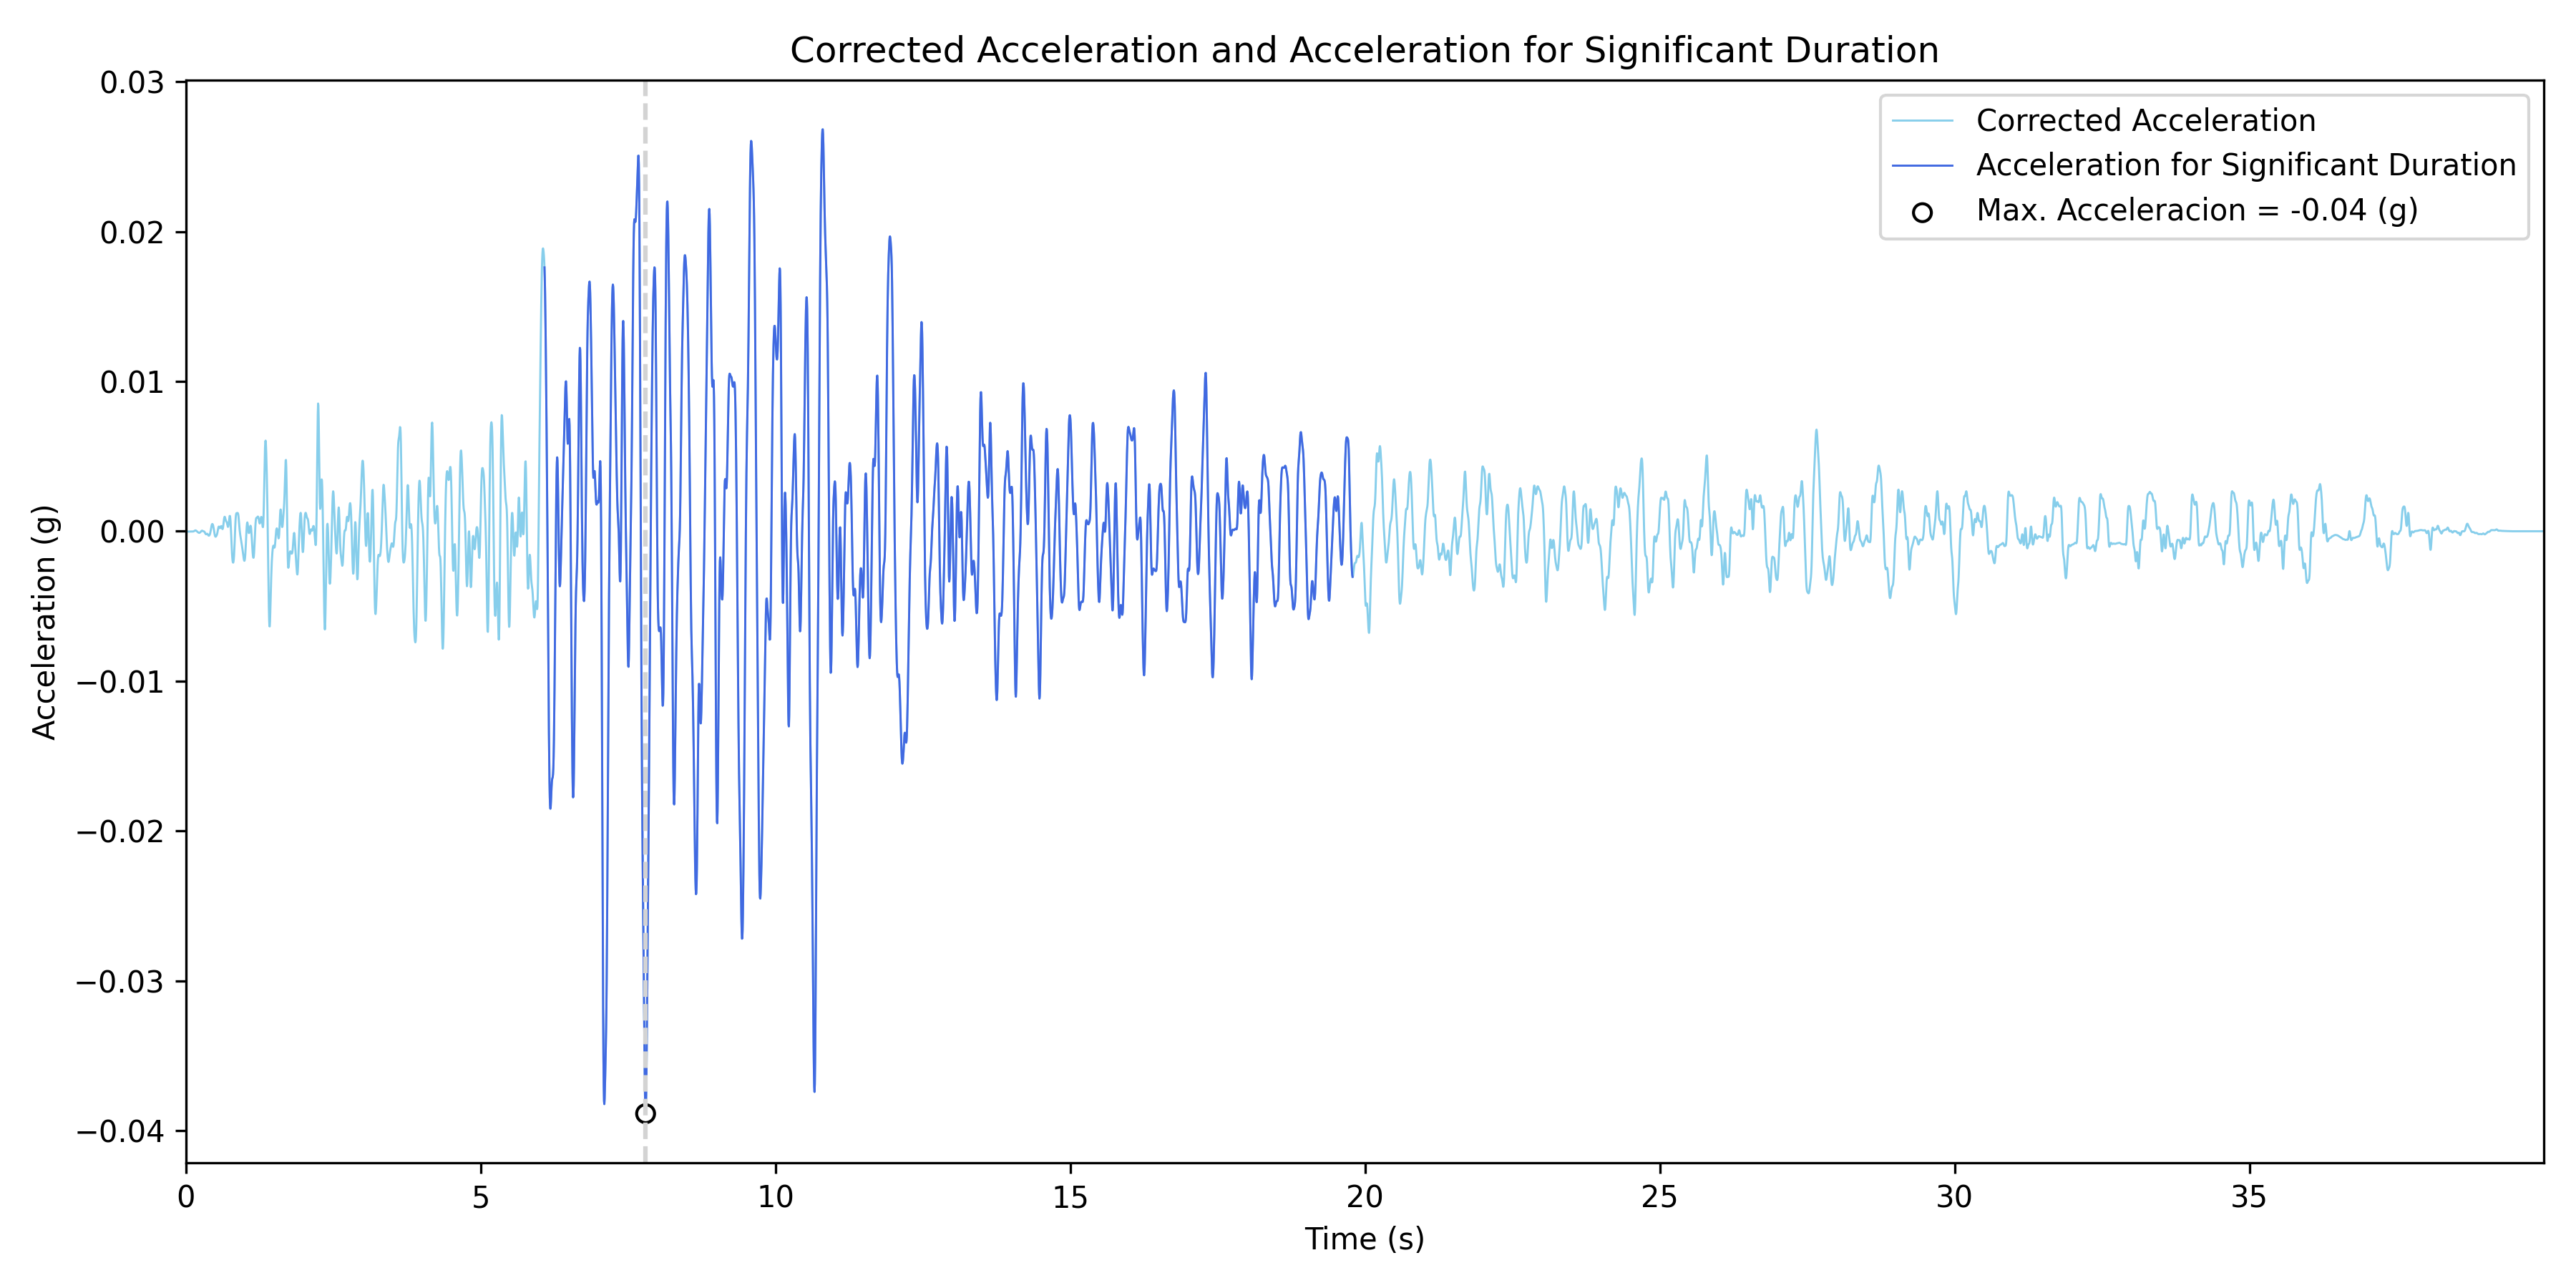 Corrected Acceleration and Acceleration for Significant Duration
0.03
0.02
0.01
0.00
−0.01
−0.02
−0.03
−0.04
Acceleration (g)
Corrected Acceleration
Acceleration for Significant Duration
Max. Acceleracion = -0.04 (g)
0 5 10 15 20 25 30 35
Time (s)